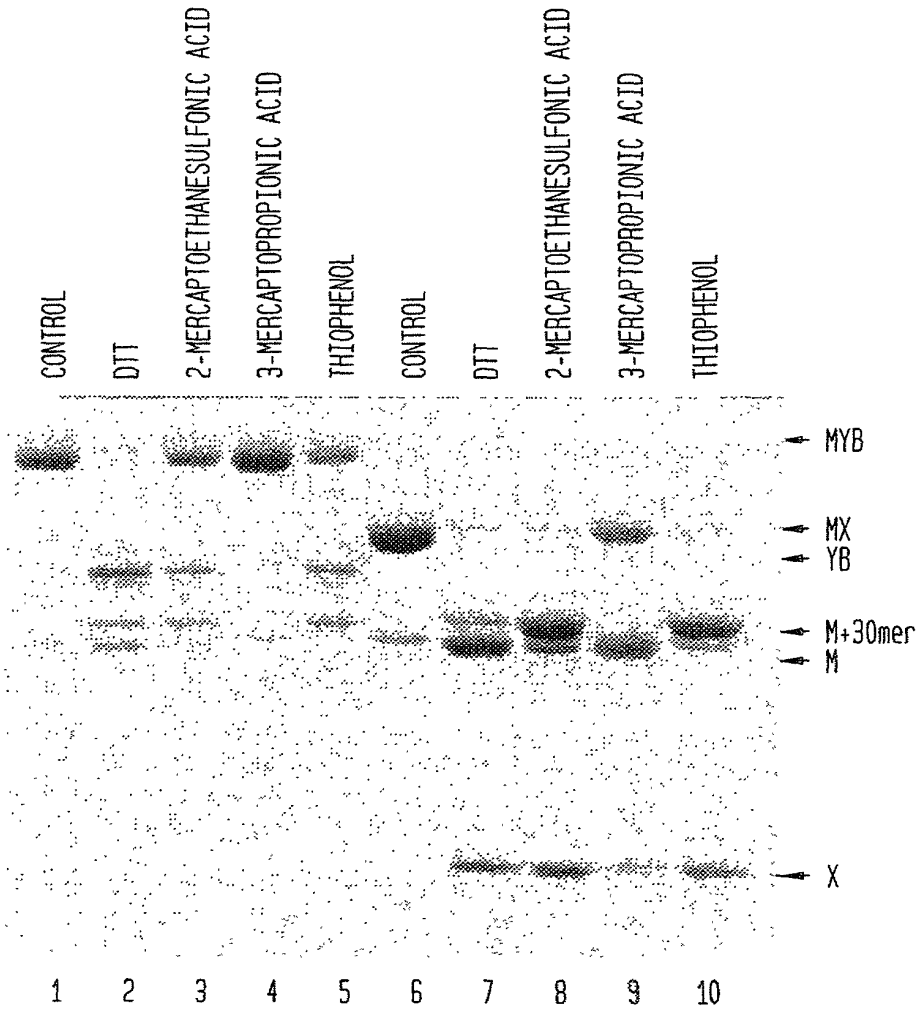 CONTROL
DTT
2-MERCAPTOETHANESULFONIC ACID
3-MERCAPTOPROPIONIC ACID
THIOPHENOL
CONTROL
DTT
2-MERCAPTOETHANESULFONIC ACID
3-MERCAPTOPROPIONIC ACID
THIOPHENOL
MYB
MX
YB
M+30mer
M
X
1 2 3 4 5 6 7 8 9 10